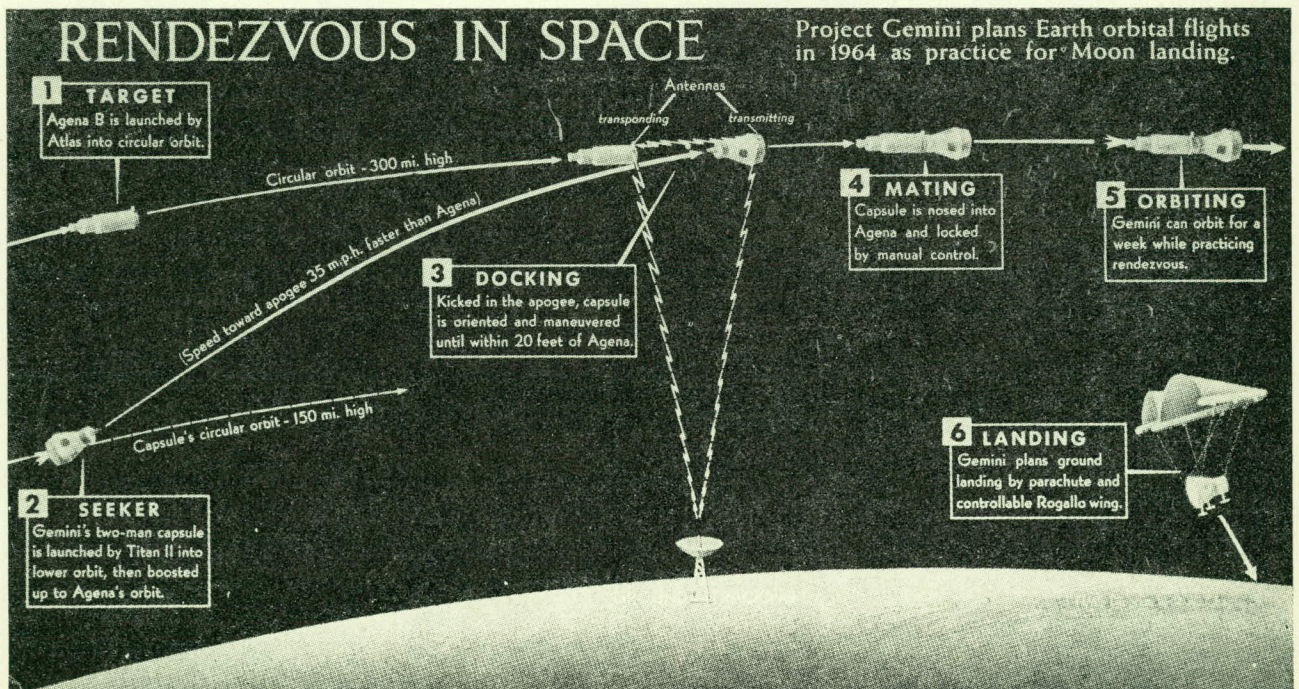 RENDEZVOUS IN SPACE
Project Gemini plans Earth orbital flights
in 1964 as practice for Moon landing.
1 TARGET
Agena B is launched by
Atlas into circular orbit.
Antennas
transponding
transmitting
Circular orbit - 300 mi. high
(Speed toward apogee 35 m.p.h. faster than Agena)
Capsule's circular orbit - 150 mi. high
2 SEEKER
Gemini's two-man capsule
is launched by Titan II into
lower orbit, then boosted
up to Agena's orbit.
3 DOCKING
Kicked in the apogee, capsule
is oriented and maneuvered
until within 20 feet of Agena.
4 MATING
Capsule is nosed into
Agena and locked
by manual control.
5 ORBITING
Gemini can orbit for a
week while practicing
rendezvous.
6 LANDING
Gemini plans ground
landing by parachute and
controllable Rogallo wing.